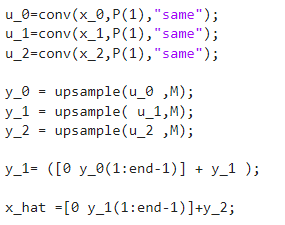 u_0=conv(x_0,P(1),"same");
u_1=conv(x_1,P(1),"same");
u_2=conv(x_2,P(1),"same");
y_0 = upsample(u_0 ,M);
y_1 = upsample( u_1,M);
y_2 = upsample(u_2 ,M);
y_1= ([0 y_0(1:end-1)] + y_1 );
x_hat =[0 y_1(1:end-1)]+y_2;